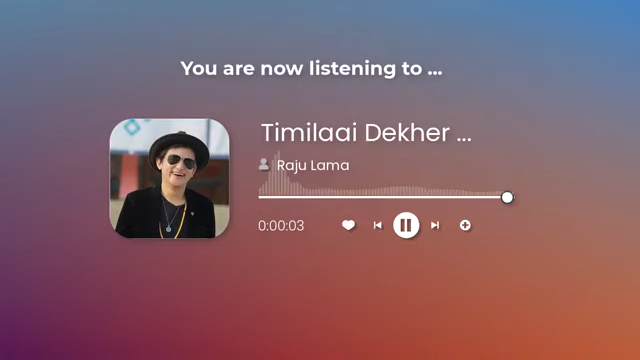 You are now listening to ...
Timilaai Dekher ...
Raju Lama
0:00:03